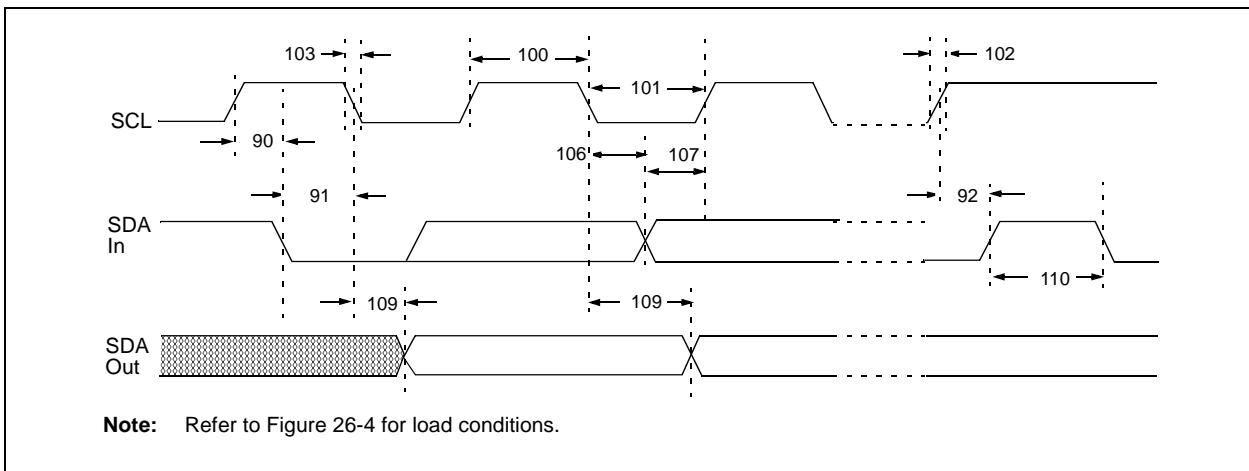 103
100
102
101
SCL
90
106
107
91
92
SDA
In
110
109
109
SDA
Out
Note: Refer to Figure 26-4 for load conditions.